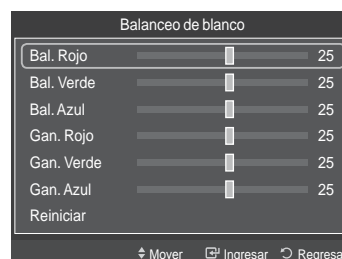 Balanceo de blanco
Bal. Rojo 25
Bal. Verde 25
Bal. Azul 25
Gan. Rojo 25
Gan. Verde 25
Gan. Azul 25
Reiniciar
Mover Ingresar Regresa